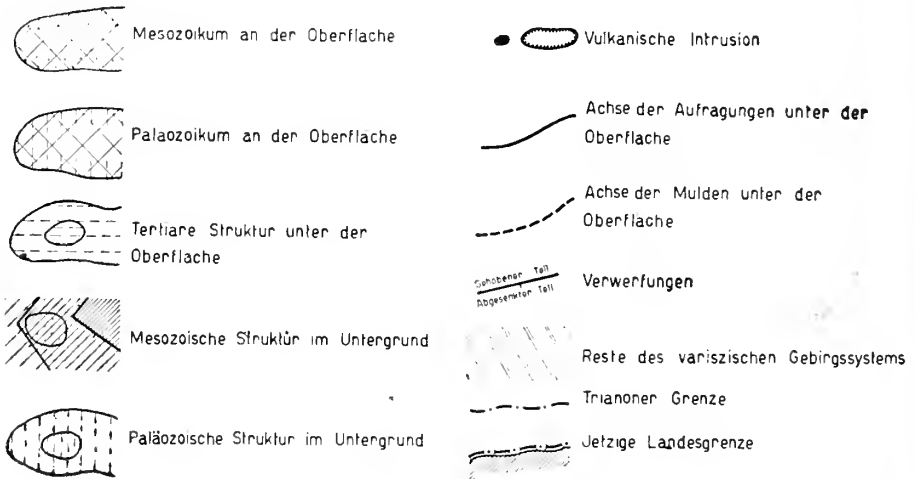 Mesozoikum an der Oberflache
Palaozoikum an der Oberflache
Tertiare Struktur unter der
Oberflache
Mesozoische Struktur im Untergrund
Paläozoische Struktur im Untergrund
Vulkanische Intrusion
Achse der Aufragungen unter der
Oberfläche
Achse der Mulden unter der
Oberfläche
Gehobener Teil
Abgesenkter Teil
Verwerfungen
Reste des variszischen Gebirgssystems
Trianoner Grenze
Jetzige Landesgrenze